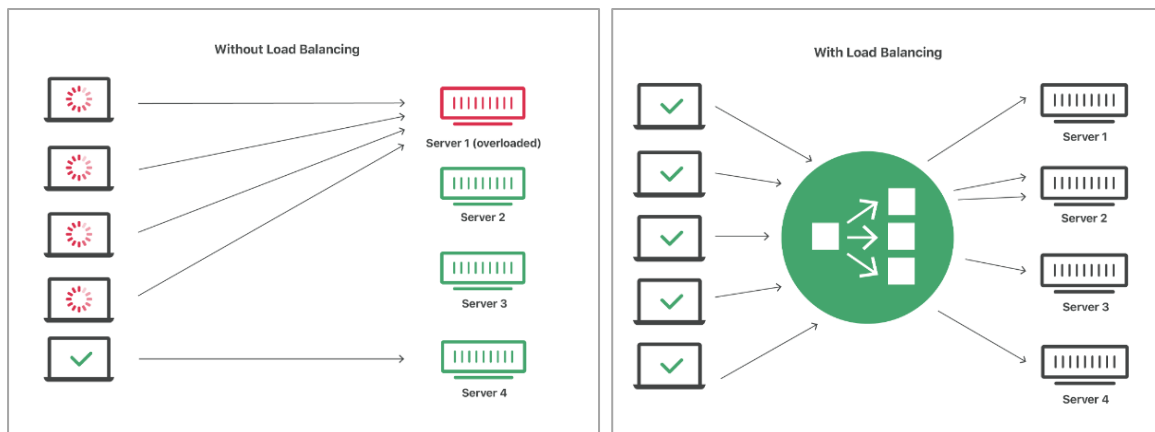 Without Load Balancing
Server 1 (overloaded)
Server 2
Server 3
Server 4
With Load Balancing
Server 1
Server 2
Server 3
Server 4